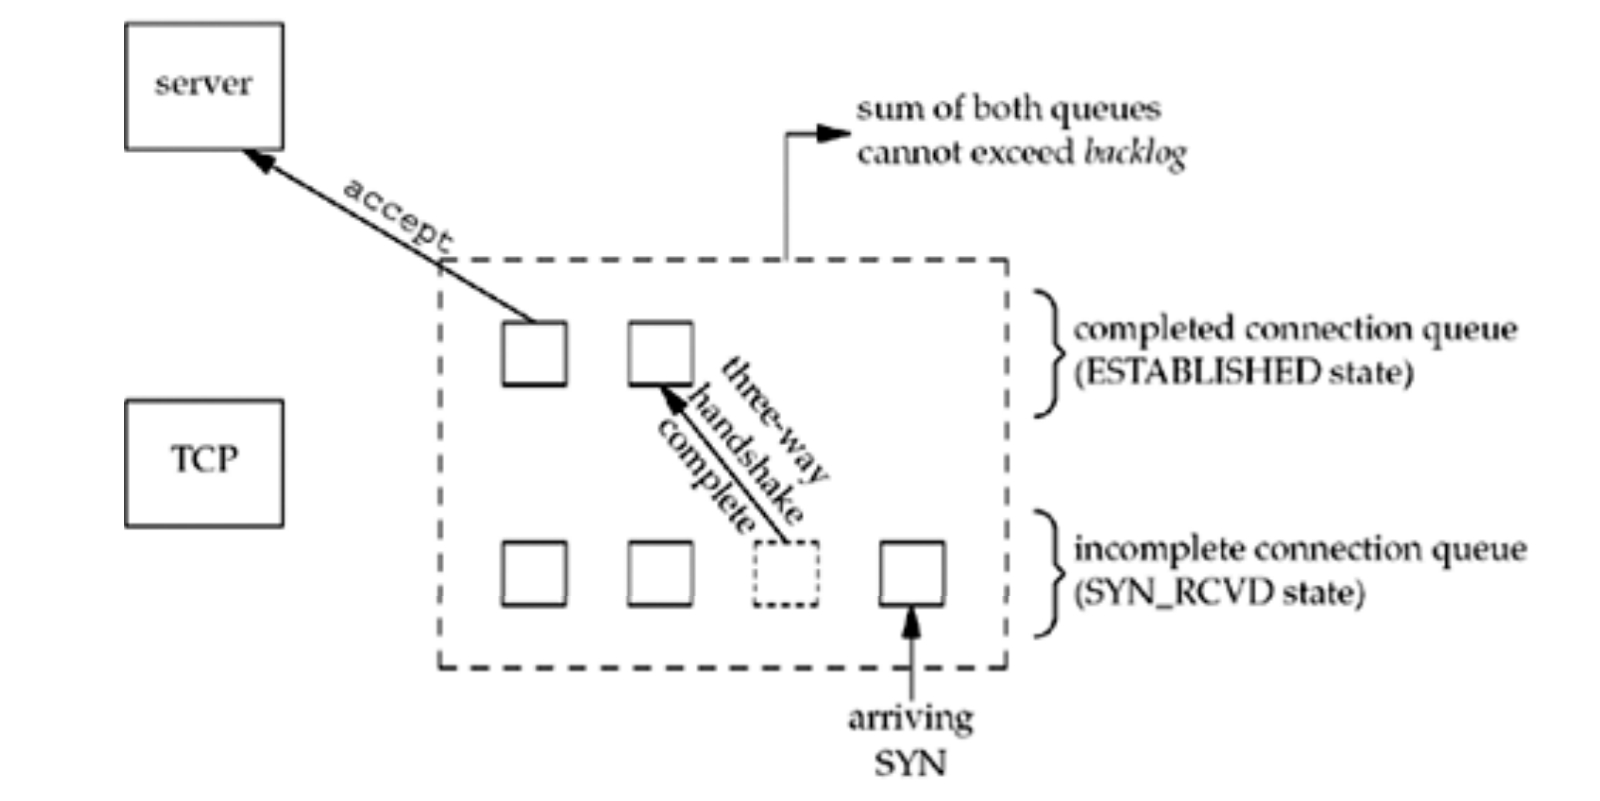 server
sum of both queues
cannot exceed backlog
accept
completed connection queue
(ESTABLISHED state)
three-way
handshake
complete
TCP
incomplete connection queue
(SYN_RCVD state)
arriving
SYN